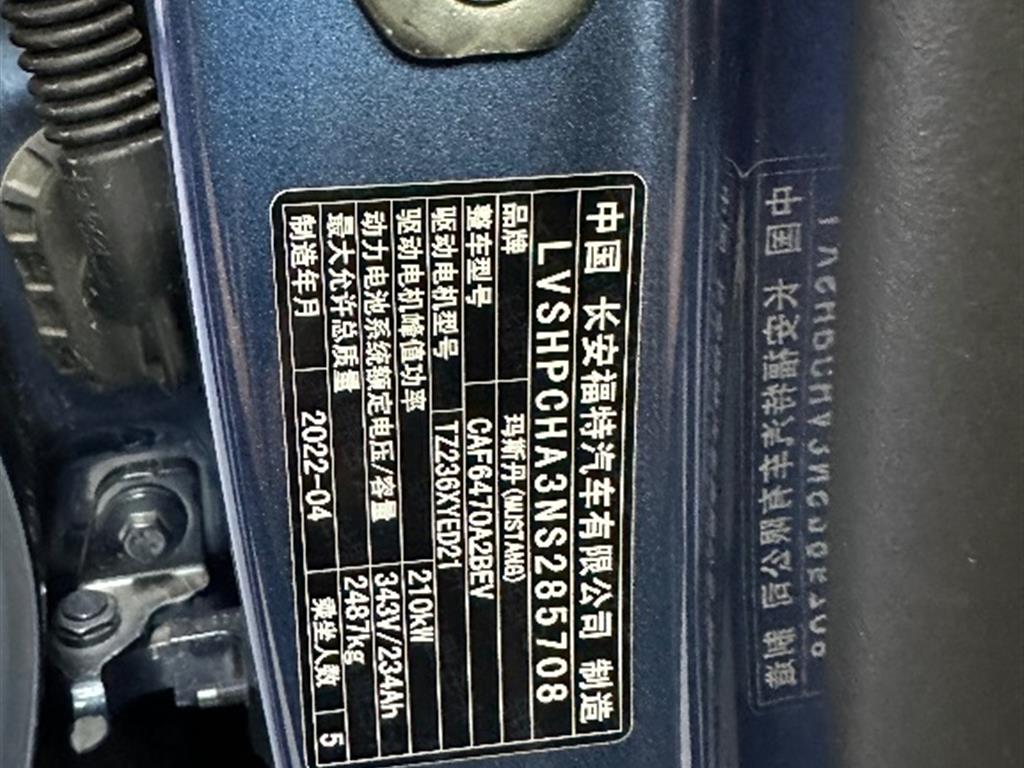 中国 长安福特汽车有限公司 制造
LVSHPCHA3NS285708
品牌 玛斯丹(MUSTANG)
整车型号 CAF6470A2BEV
驱动电机型号 TZ236XYED21
驱动电机峰值功率 210kW
动力电池系统额定电压/容量 343V/234Ah
最大允许总质量 2487kg
制造年月 2022-04 乘坐人数 5